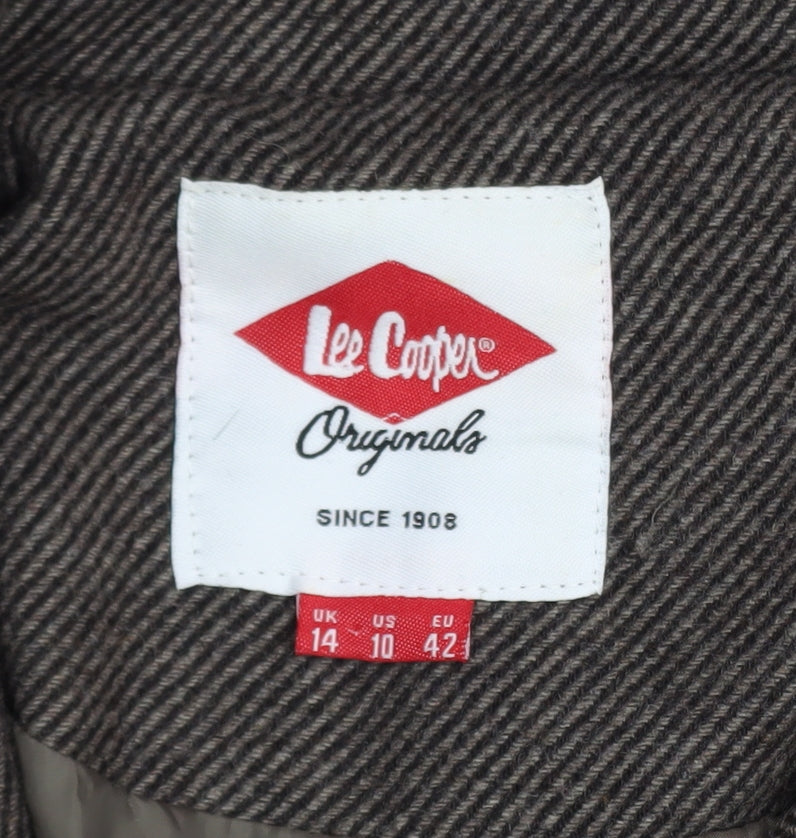 Lee Cooper®
Originals
SINCE 1908
UK US EU
14 10 42